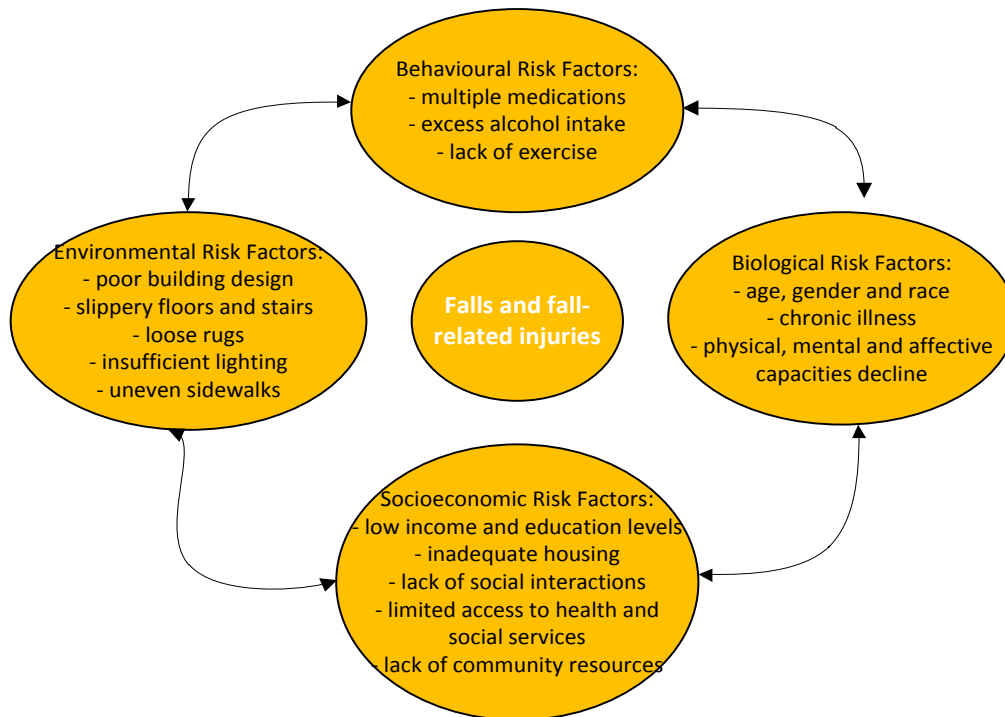 Behavioural Risk Factors:
- multiple medications
- excess alcohol intake
- lack of exercise
Environmental Risk Factors:
- poor building design
- slippery floors and stairs
- loose rugs
- insufficient lighting
- uneven sidewalks
Falls and fall-
related injuries
Biological Risk Factors:
- age, gender and race
- chronic illness
- physical, mental and affective
capacities decline
Socioeconomic Risk Factors:
- low income and education levels
- inadequate housing
- lack of social interactions
- limited access to health and
social services
- lack of community resources